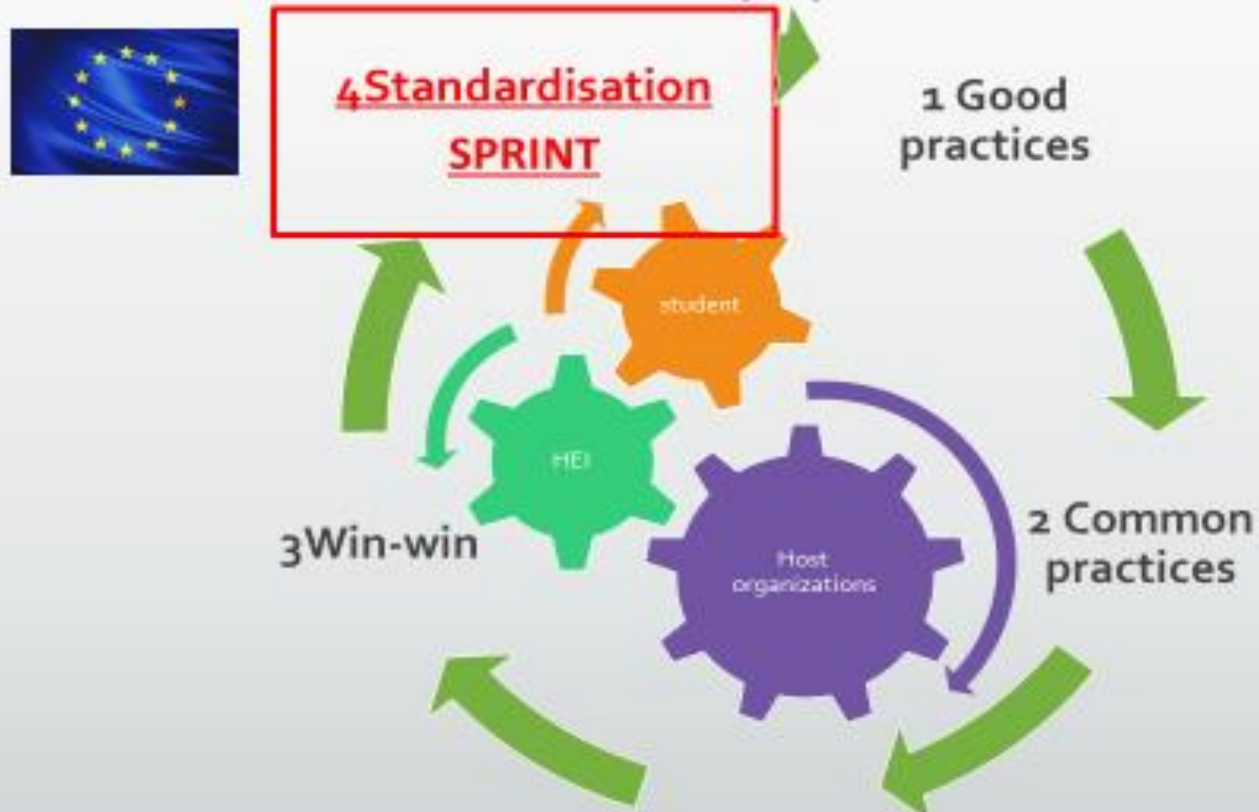 4Standardisation
SPRINT
1 Good
practices
student
HEI
3Win-win
Host
organizations
2 Common
practices